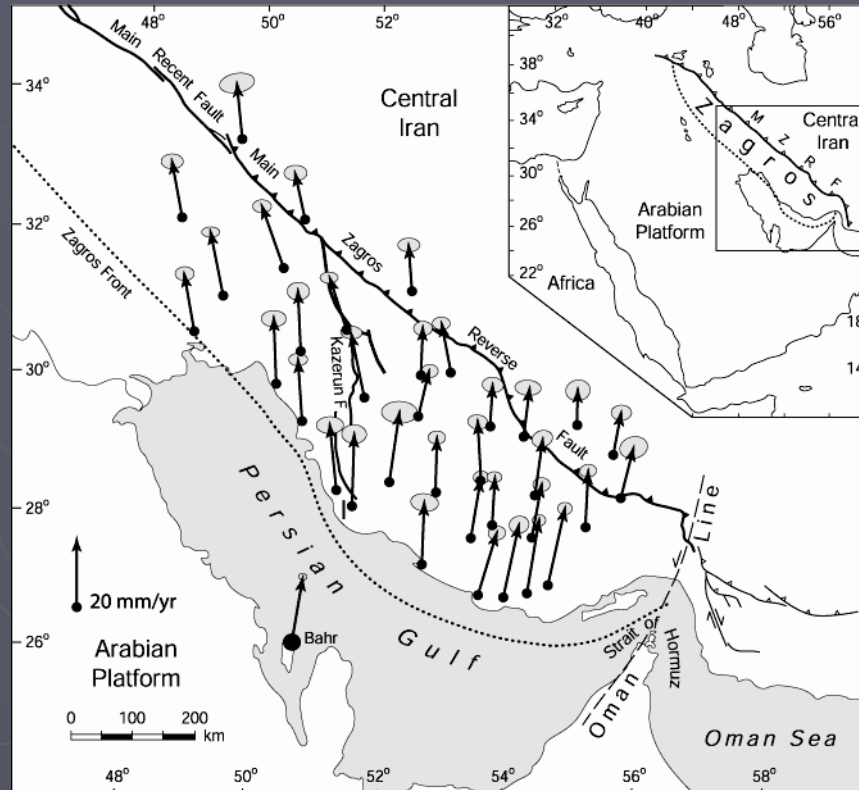 48° 50° 52°
34°
32°
30°
28°
26°
48° 50° 52° 54° 56° 58°
Main Recent Fault
Main Zagros Reverse Fault
Central
Iran
Zagros Front
Kazerun F
Persian Gulf
20 mm/yr
Arabian
Platform
Bahr
0 100 200
km
Strait of Hormuz
Oman Line
Oman Sea
32° 48° 56°
38°
34°
30°
26°
22°
18
14
Zagros
M Z R F
Centra
Iran
Arabian
Platform
Africa